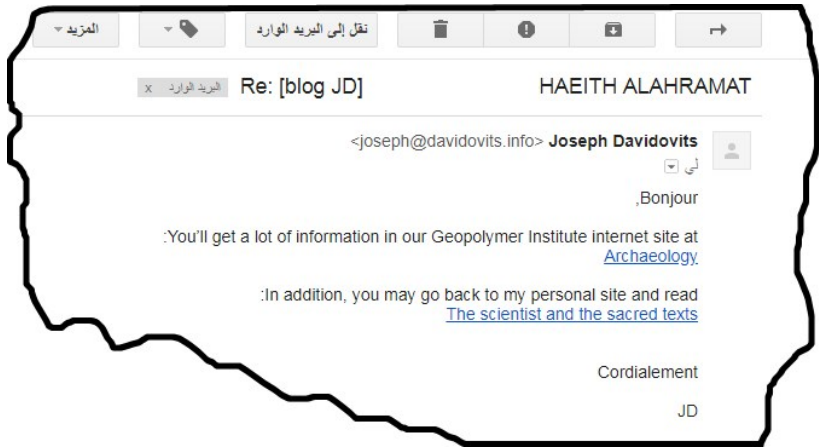 نقل إلى البريد الوارد
المزيد
HAEITH ALAHRAMAT
Re: [blog JD]
البريد الوارد x
Joseph Davidovits <joseph@davidovits.info>
لي
Bonjour,
You'll get a lot of information in our Geopolymer Institute internet site at:
Archaeology
In addition, you may go back to my personal site and read:
The scientist and the sacred texts
Cordialement
JD